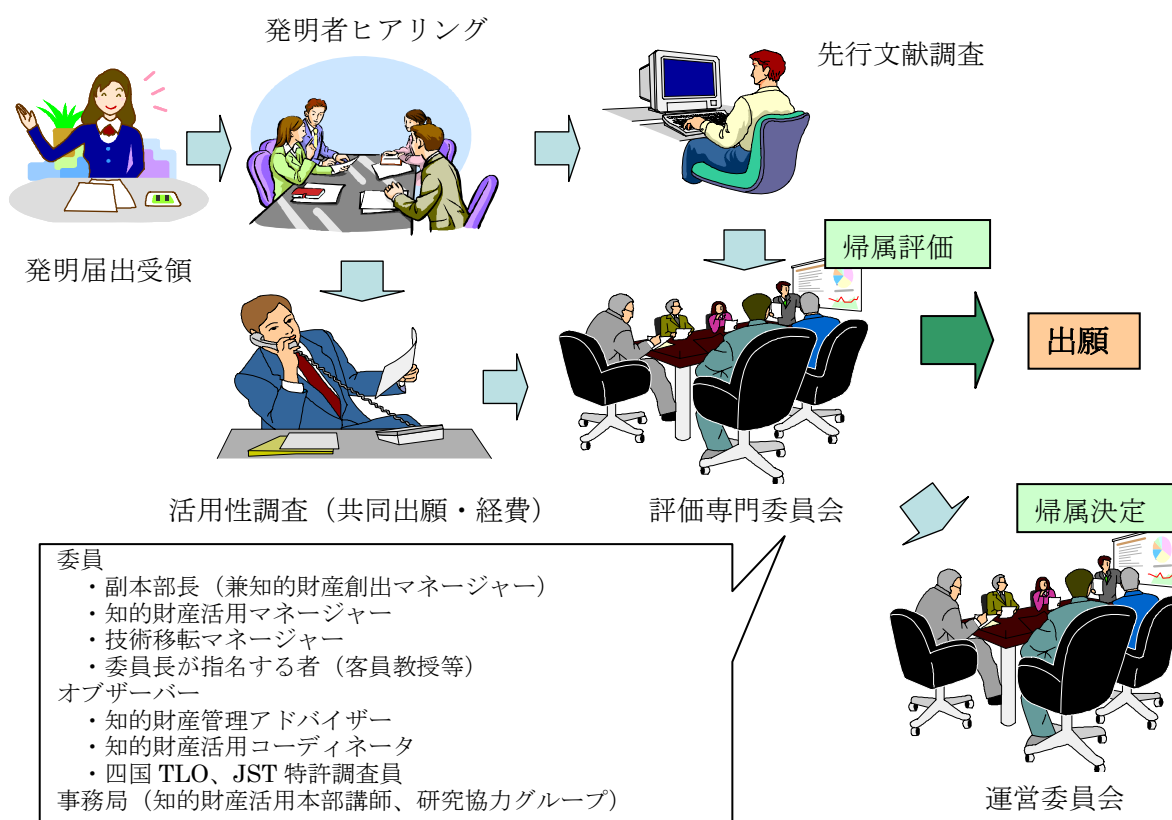 発明者ヒアリング
先行文献調査
発明届出受領
帰属評価
出願
活用性調査（共同出願・経費）
評価専門委員会
帰属決定
委員
・副本部長（兼知的財産創出マネージャー）
・知的財産活用マネージャー
・技術移転マネージャー
・委員長が指名する者（客員教授等）
オブザーバー
・知的財産管理アドバイザー
・知的財産活用コーディネータ
・四国 TLO、JST 特許調査員
事務局（知的財産活用本部講師、研究協力グループ）
運営委員会